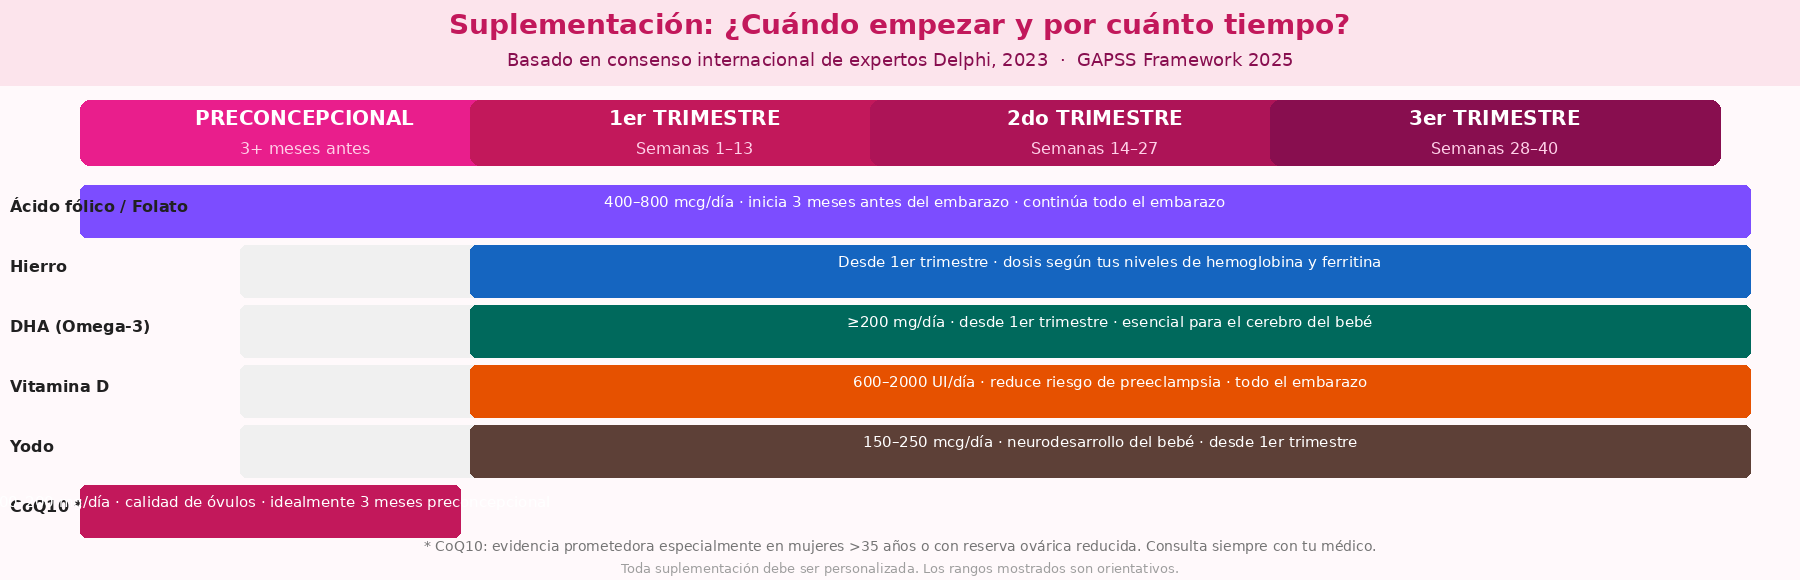 Suplementación: ¿Cuándo empezar y por cuánto tiempo?
Basado en consenso internacional de expertos Delphi, 2023 · GAPSS Framework 2025
PRECONCEPCIONAL
3+ meses antes
1er TRIMESTRE
Semanas 1–13
2do TRIMESTRE
Semanas 14–27
3er TRIMESTRE
Semanas 28–40
Ácido fólico / Folato
400–800 mcg/día · inicia 3 meses antes del embarazo · continúa todo el embarazo
Hierro
Desde 1er trimestre · dosis según tus niveles de hemoglobina y ferritina
DHA (Omega-3)
≥200 mg/día · desde 1er trimestre · esencial para el cerebro del bebé
Vitamina D
600–2000 UI/día · reduce riesgo de preeclampsia · todo el embarazo
Yodo
150–250 mcg/día · neurodesarrollo del bebé · desde 1er trimestre
CoQ10*
/día · calidad de óvulos · idealmente 3 meses
* CoQ10: evidencia prometedora especialmente en mujeres >35 años o con reserva ovárica reducida. Consulta siempre con tu médico.
Toda suplementación debe ser personalizada. Los rangos mostrados son orientativos.